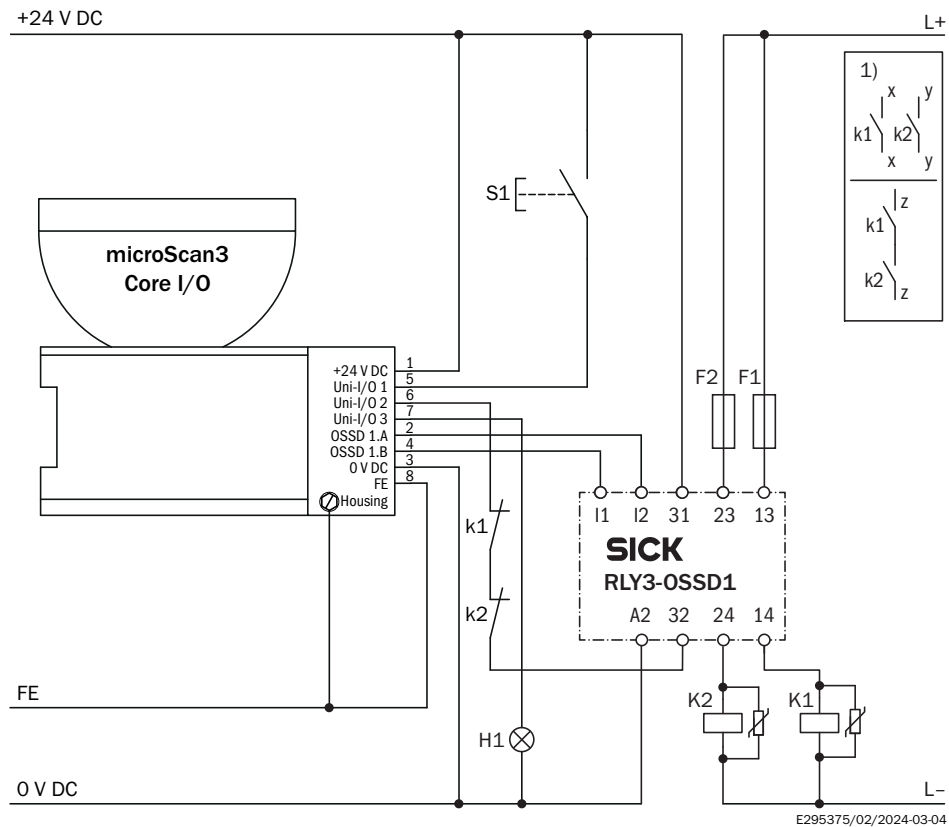 +24 V DC
L+
1)
x y
k1 k2
x y
z
k1
k2
z
S1
microScan3
Core I/O
+24 V DC 1
Uni-I/O 1 5
Uni-I/O 2 6
Uni-I/O 3 7
OSSD 1.A 2
OSSD 1.B 4
0 V DC 3
FE 8
Housing
F2 F1
I1 I2 31 23 13
SICK
RLY3-OSSD1
A2 32 24 14
k1
k2
FE
K2 K1
H1
0 V DC
L–
E295375/02/2024-03-04